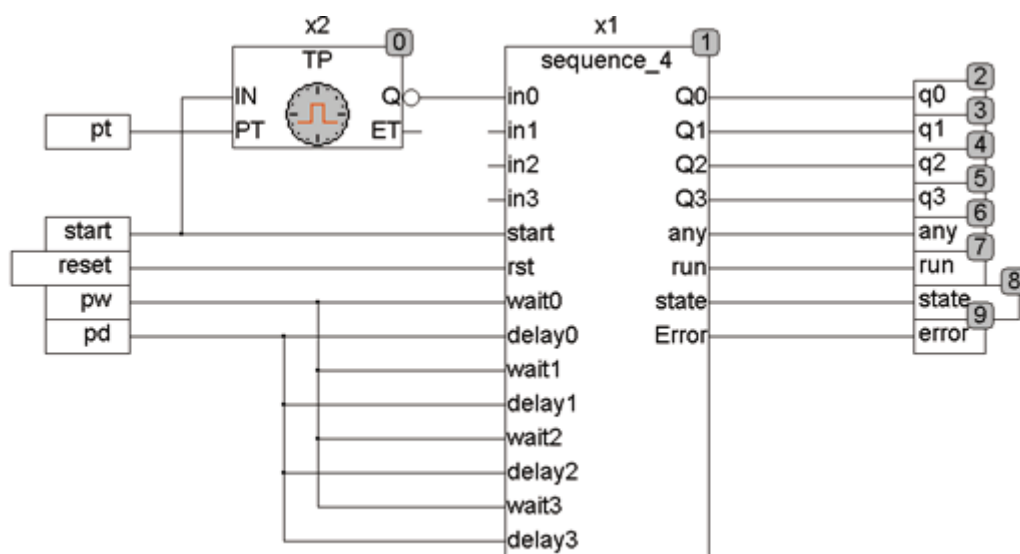 x2 x1
0 1
TP sequence_4
2
IN Q in0 Q0 q0
3
pt PT ET in1 Q1 q1
4
in2 Q2 q2
5
in3 Q3 q3
6
start start any any
7
reset rst run run
8
pw wait0 state state
9
pd delay0 Error error
wait1
delay1
wait2
delay2
wait3
delay3